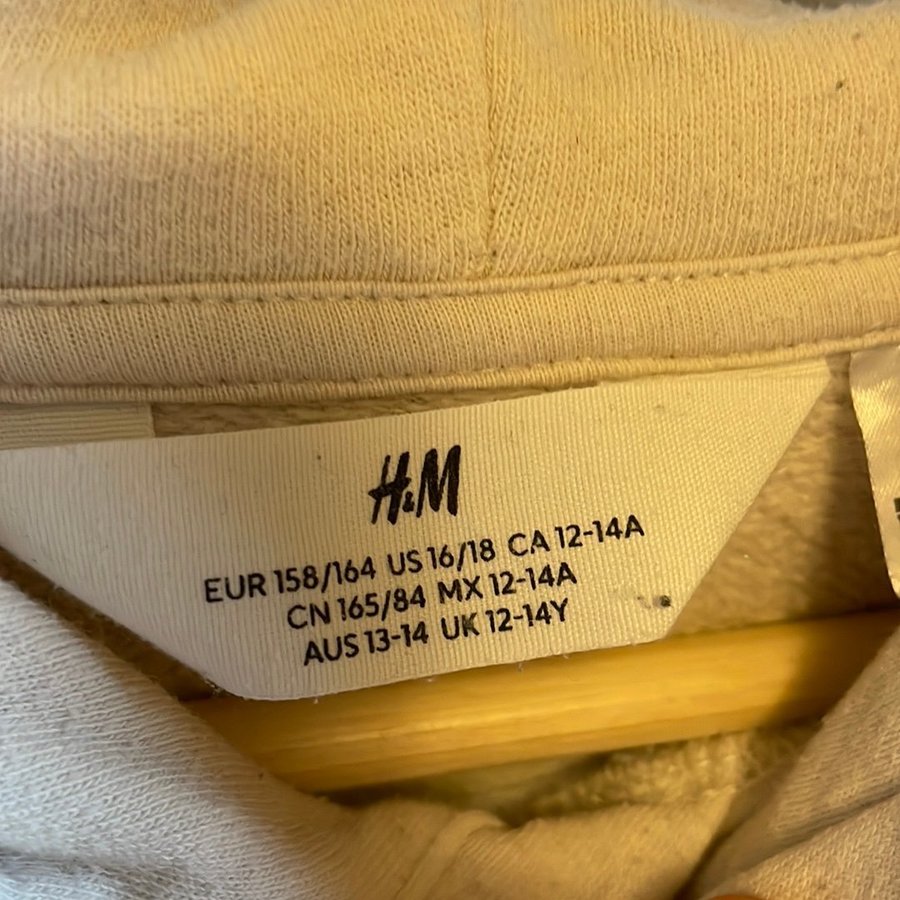 H&M
EUR 158/164 US 16/18 CA 12-14A
CN 165/84 MX 12-14A
AUS 13-14 UK 12-14Y